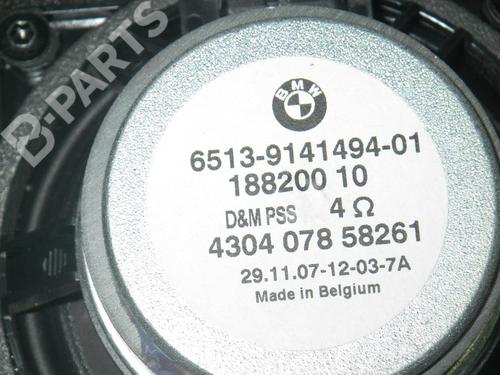 B-PARTS
BMW
6513-9141494-01
188200 10
D&M PSS 4 Ω
4304 078 58261
29.11.07-12-03-7A
Made in Belgium